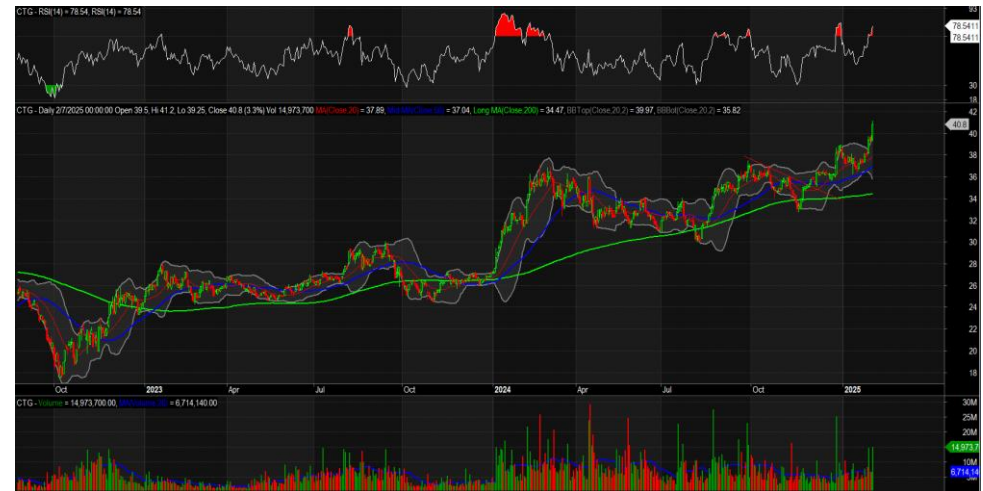 CTG - RSI(14) = 78.54, RSI(14) = 78.54
93
78.5411
78.5411
30
18
CTG - Daily 2/7/2025 00:00:00 Open 39.5, Hi 41.2, Lo 39.25, Close 40.8 (3.3%) Vol 14,973,700 MA(Close,20) = 37.89, = 37.04, Long MA(Close,200) = 34.47, BBTop(Close,20,2) = 39.97, BBBot(Close,20,2) = 35.82
42
40.8
40
38
36
34
32
30
28
26
24
22
20
18
Oct 2023 Apr Jul Oct 2024 Apr Jul Oct 2025
CTG - Volume = 14,973,700.00, = 6,714,140.00
30M
25M
20M
14,973,7
10M
6,714,14